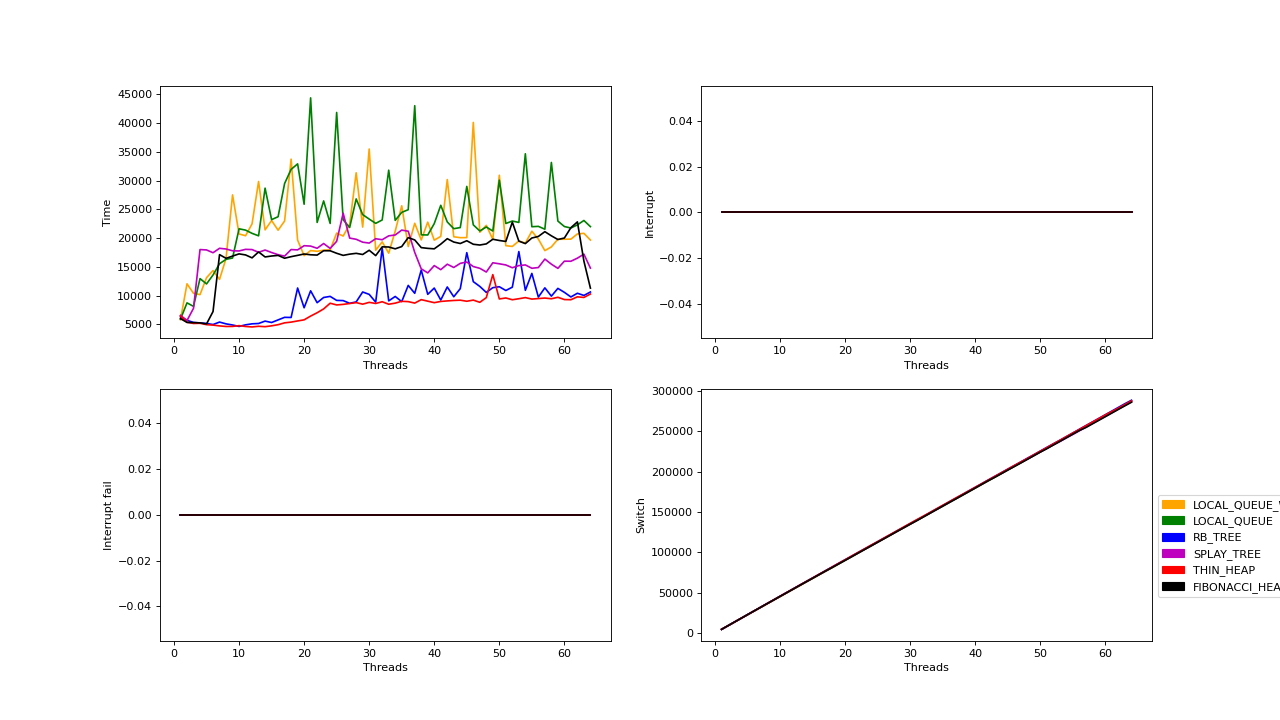 45000
40000
35000
30000
25000
20000
15000
10000
5000
Time
0 10 20 30 40 50 60
Threads
0.04
0.02
0.00
−0.02
−0.04
Interrupt
0 10 20 30 40 50 60
Threads
0.04
0.02
0.00
−0.02
−0.04
Interrupt fail
0 10 20 30 40 50 60
Threads
300000
250000
200000
150000
100000
50000
0
Switch
0 10 20 30 40 50 60
Threads
LOCAL_QUEUE_
LOCAL_QUEUE
RB_TREE
SPLAY_TREE
THIN_HEAP
FIBONACCI_HEA